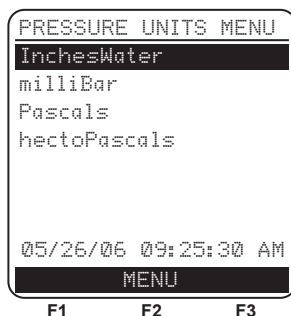 PRESSURE UNITS MENU
InchesWater
milliBar
Pascals
hectoPascals
05/26/06 09:25:30 AM
MENU
F1 F2 F3